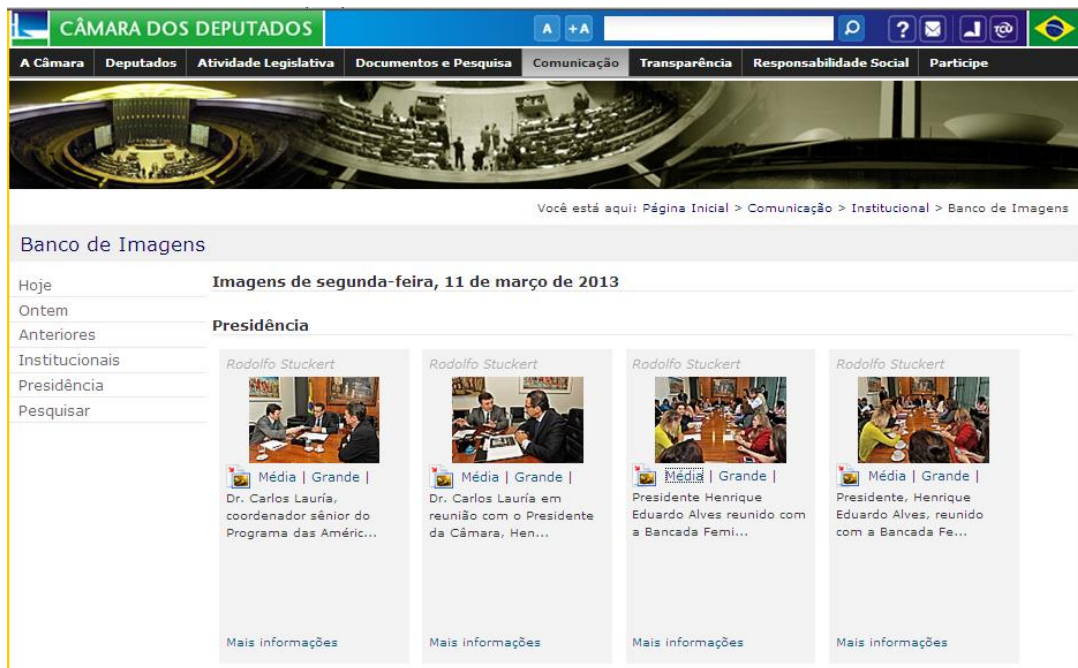 CÂMARA DOS DEPUTADOS
A +A
?
A Câmara Deputados Atividade Legislativa Documentos e Pesquisa Comunicação Transparência Responsabilidade Social Participe
Você está aqui: Página Inicial > Comunicação > Institucional > Banco de Imagens
Banco de Imagens
Hoje
Ontem
Anteriores
Institucionais
Presidência
Pesquisar
Imagens de segunda-feira, 11 de março de 2013
Presidência
Rodolfo Stuckert
Média | Grande |
Dr. Carlos Lauría,
coordenador sênior do
Programa das Améric...
Mais informações
Rodolfo Stuckert
Média | Grande |
Dr. Carlos Lauría em
reunião com o Presidente
da Câmara, Hen...
Mais informações
Rodolfo Stuckert
Média | Grande |
Presidente Henrique
Eduardo Alves reunido com
a Bancada Femi...
Mais informações
Rodolfo Stuckert
Média | Grande |
Presidente, Henrique
Eduardo Alves, reunido
com a Bancada Fe...
Mais informações